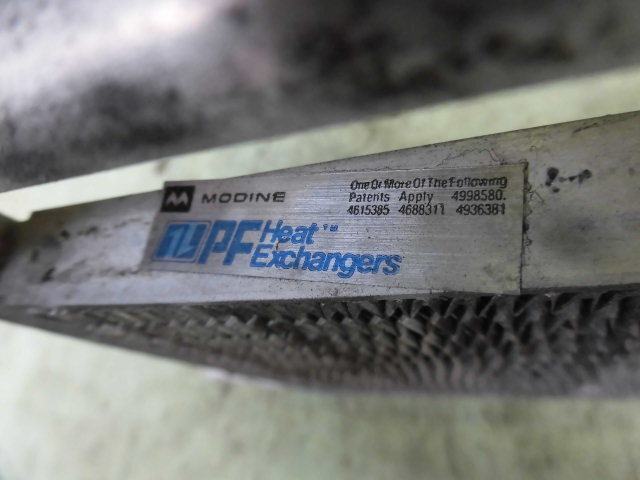 MODINE
One Or More Of The Following
Patents Apply 4998580.
4615385 4688311 4936381
PF Heat
Exchangers